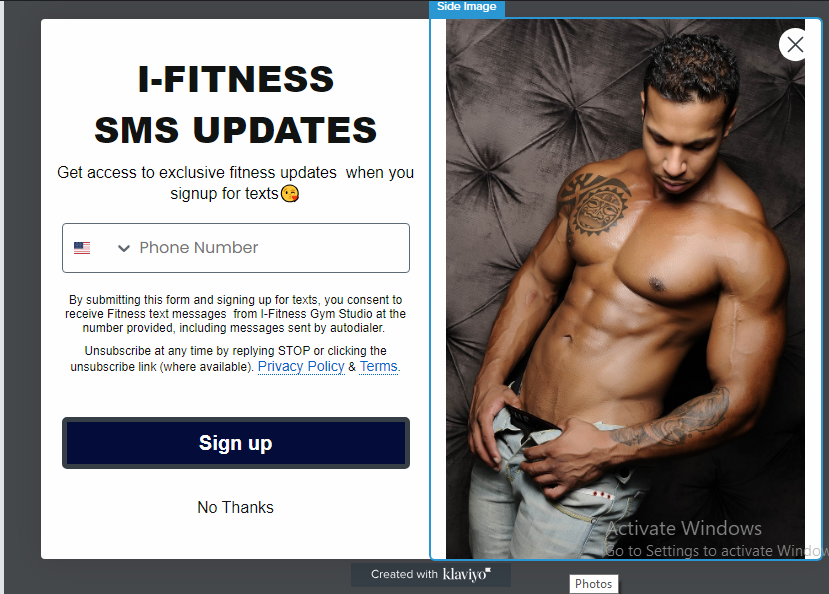 Side Image
I-FITNESS
SMS UPDATES
Get access to exclusive fitness updates  when you
signup for texts😘
Phone Number
By submitting this form and signing up for texts, you consent to
receive Fitness text messages  from I-Fitness Gym Studio at the
number provided, including messages sent by autodialer.
Unsubscribe at any time by replying STOP or clicking the
unsubscribe link (where available). Privacy Policy & Terms.
Sign up
No Thanks
Activate Windows
Go to Settings to activate Window
Created with klaviyo
Photos